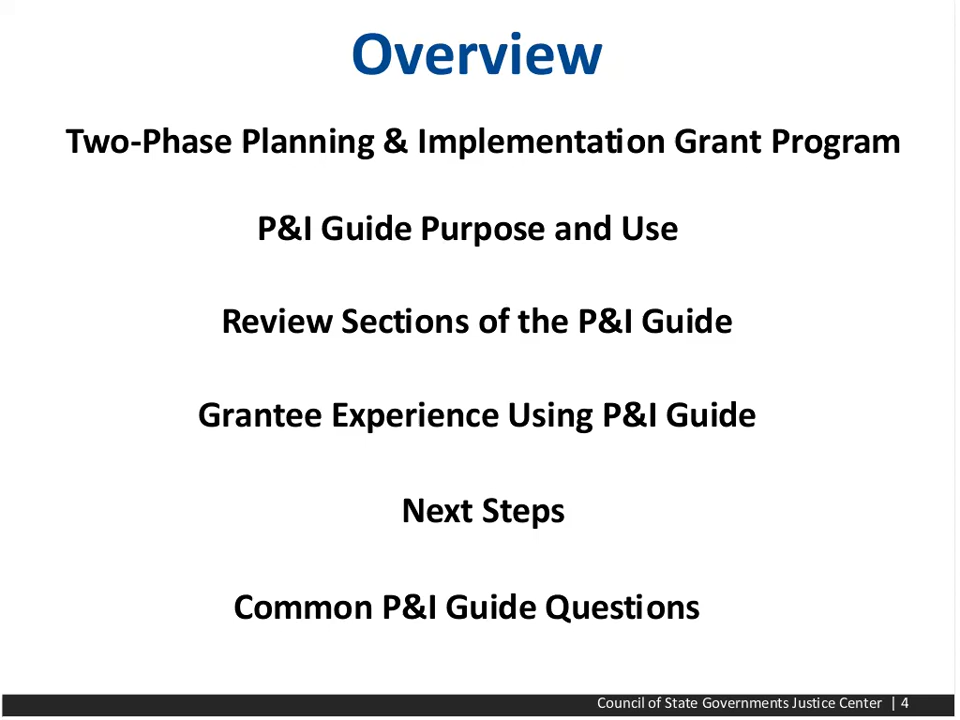 Overview
Two-Phase Planning & Implementation Grant Program
P&I Guide Purpose and Use
Review Sections of the P&I Guide
Grantee Experience Using P&I Guide
Next Steps
Common P&I Guide Questions
Council of State Governments Justice Center | 4